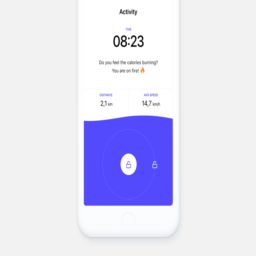 Activity
TIME
08:23
Do you feel the calories burning?
You are on fire! 🔥
DISTANCE
AVG SPEED
2,1 km
14,7 km/h